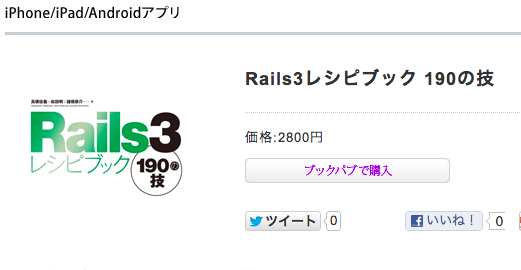 iPhone/iPad/Androidアプリ
高橋征義・松田明・諸橋恭介━━著
Rails3
レシピブック
190の技
Rails3レシピブック 190の技
価格:2800円
ブックパブで購入
ツイート 0
いいね！ 0